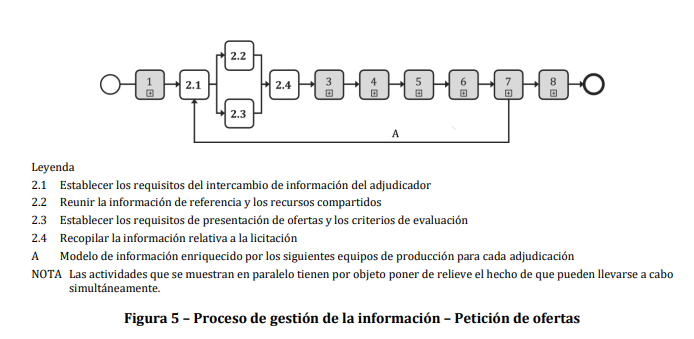 2.2
1
2.1
2.4
3
4
5
6
7
8
2.3
A
Leyenda
2.1 Establecer los requisitos del intercambio de información del adjudicador
2.2 Reunir la información de referencia y los recursos compartidos
2.3 Establecer los requisitos de presentación de ofertas y los criterios de evaluación
2.4 Recopilar la información relativa a la licitación
A Modelo de información enriquecido por los siguientes equipos de producción para cada adjudicación
NOTA Las actividades que se muestran en paralelo tienen por objeto poner de relieve el hecho de que pueden llevarse a cabo
simultáneamente.
Figura 5 – Proceso de gestión de la información – Petición de ofertas